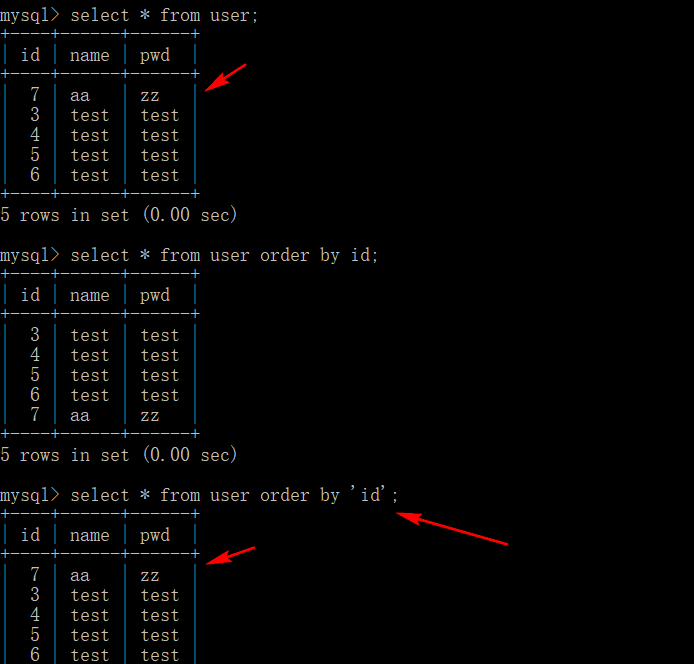 mysql> select * from user;
+----+------+------+
| id | name | pwd  |
+----+------+------+
|  7 | aa   | zz   |
|  3 | test | test |
|  4 | test | test |
|  5 | test | test |
|  6 | test | test |
+----+------+------+
5 rows in set (0.00 sec)
mysql> select * from user order by id;
+----+------+------+
| id | name | pwd  |
+----+------+------+
|  3 | test | test |
|  4 | test | test |
|  5 | test | test |
|  6 | test | test |
|  7 | aa   | zz   |
+----+------+------+
5 rows in set (0.00 sec)
mysql> select * from user order by 'id';
+----+------+------+
| id | name | pwd  |
+----+------+------+
|  7 | aa   | zz   |
|  3 | test | test |
|  4 | test | test |
|  5 | test | test |
|  6 | test | test |